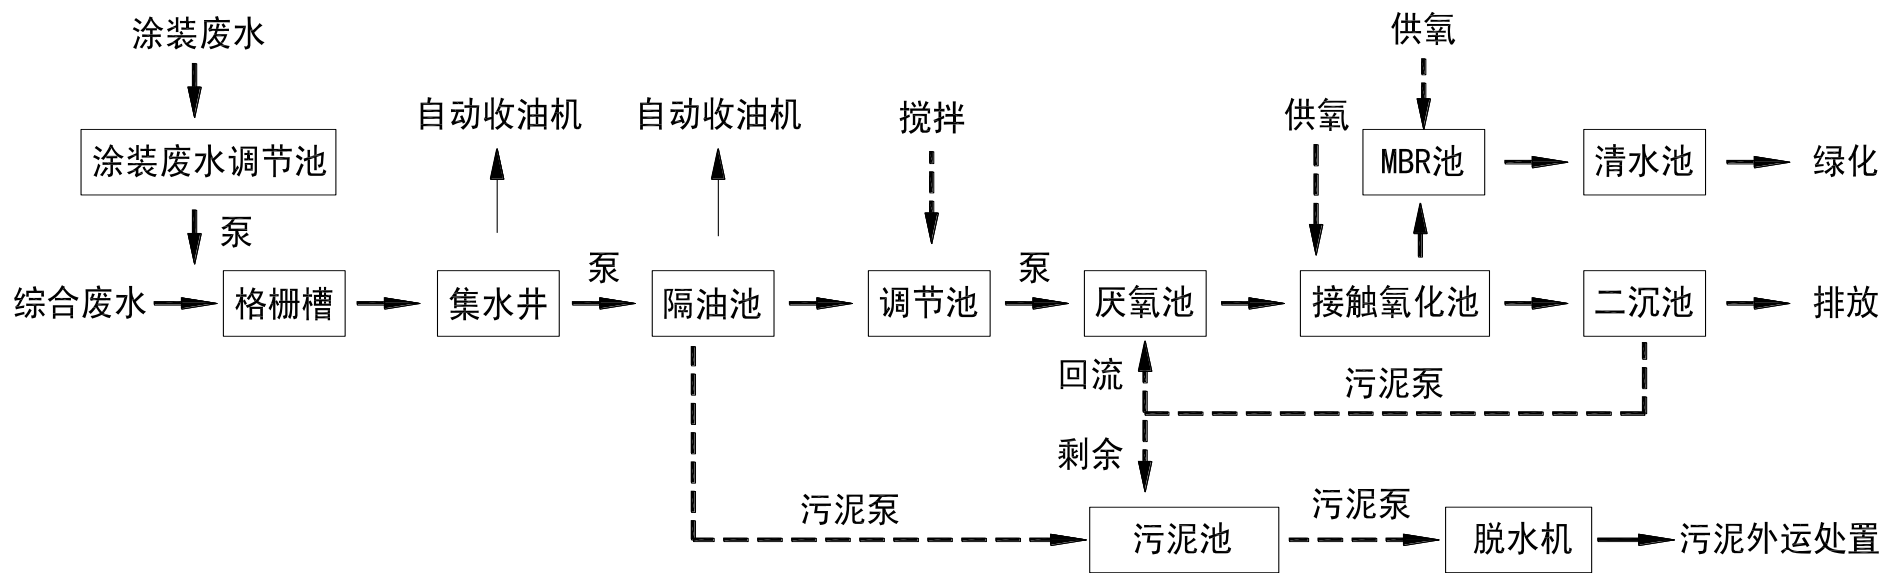 涂装废水
供氧
自动收油机
自动收油机
搅拌
供氧
涂装废水调节池
MBR池
清水池
绿化
泵
泵
泵
综合废水
格栅槽
集水井
隔油池
调节池
厌氧池
接触氧化池
二沉池
排放
回流
污泥泵
剩余
污泥泵
污泥泵
污泥池
脱水机
污泥外运处置